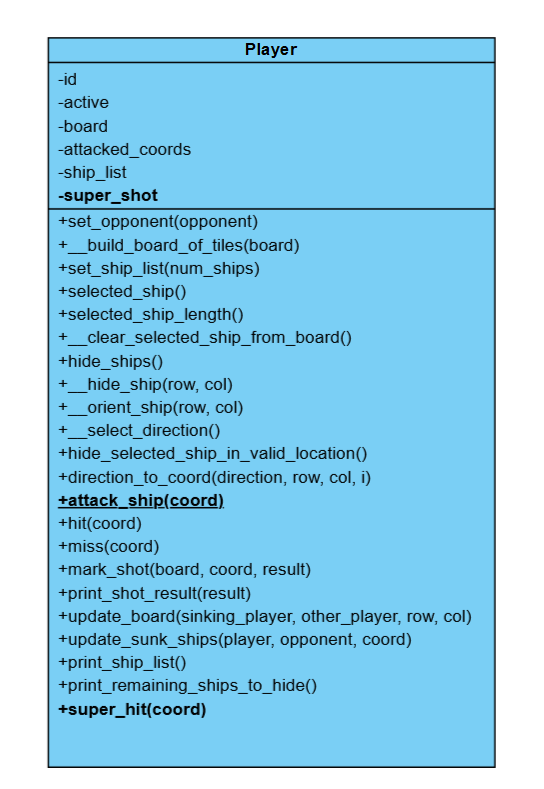 Player
-id
-active
-board
-attacked_coords
-ship_list
-super_shot
+set_opponent(opponent)
+__build_board_of_tiles(board)
+set_ship_list(num_ships)
+selected_ship()
+selected_ship_length()
+__clear_selected_ship_from_board()
+hide_ships()
+__hide_ship(row, col)
+__orient_ship(row, col)
+__select_direction()
+hide_selected_ship_in_valid_location()
+direction_to_coord(direction, row, col, i)
+attack_ship(coord)
+hit(coord)
+miss(coord)
+mark_shot(board, coord, result)
+print_shot_result(result)
+update_board(sinking_player, other_player, row, col)
+update_sunk_ships(player, opponent, coord)
+print_ship_list()
+print_remaining_ships_to_hide()
+super_hit(coord)